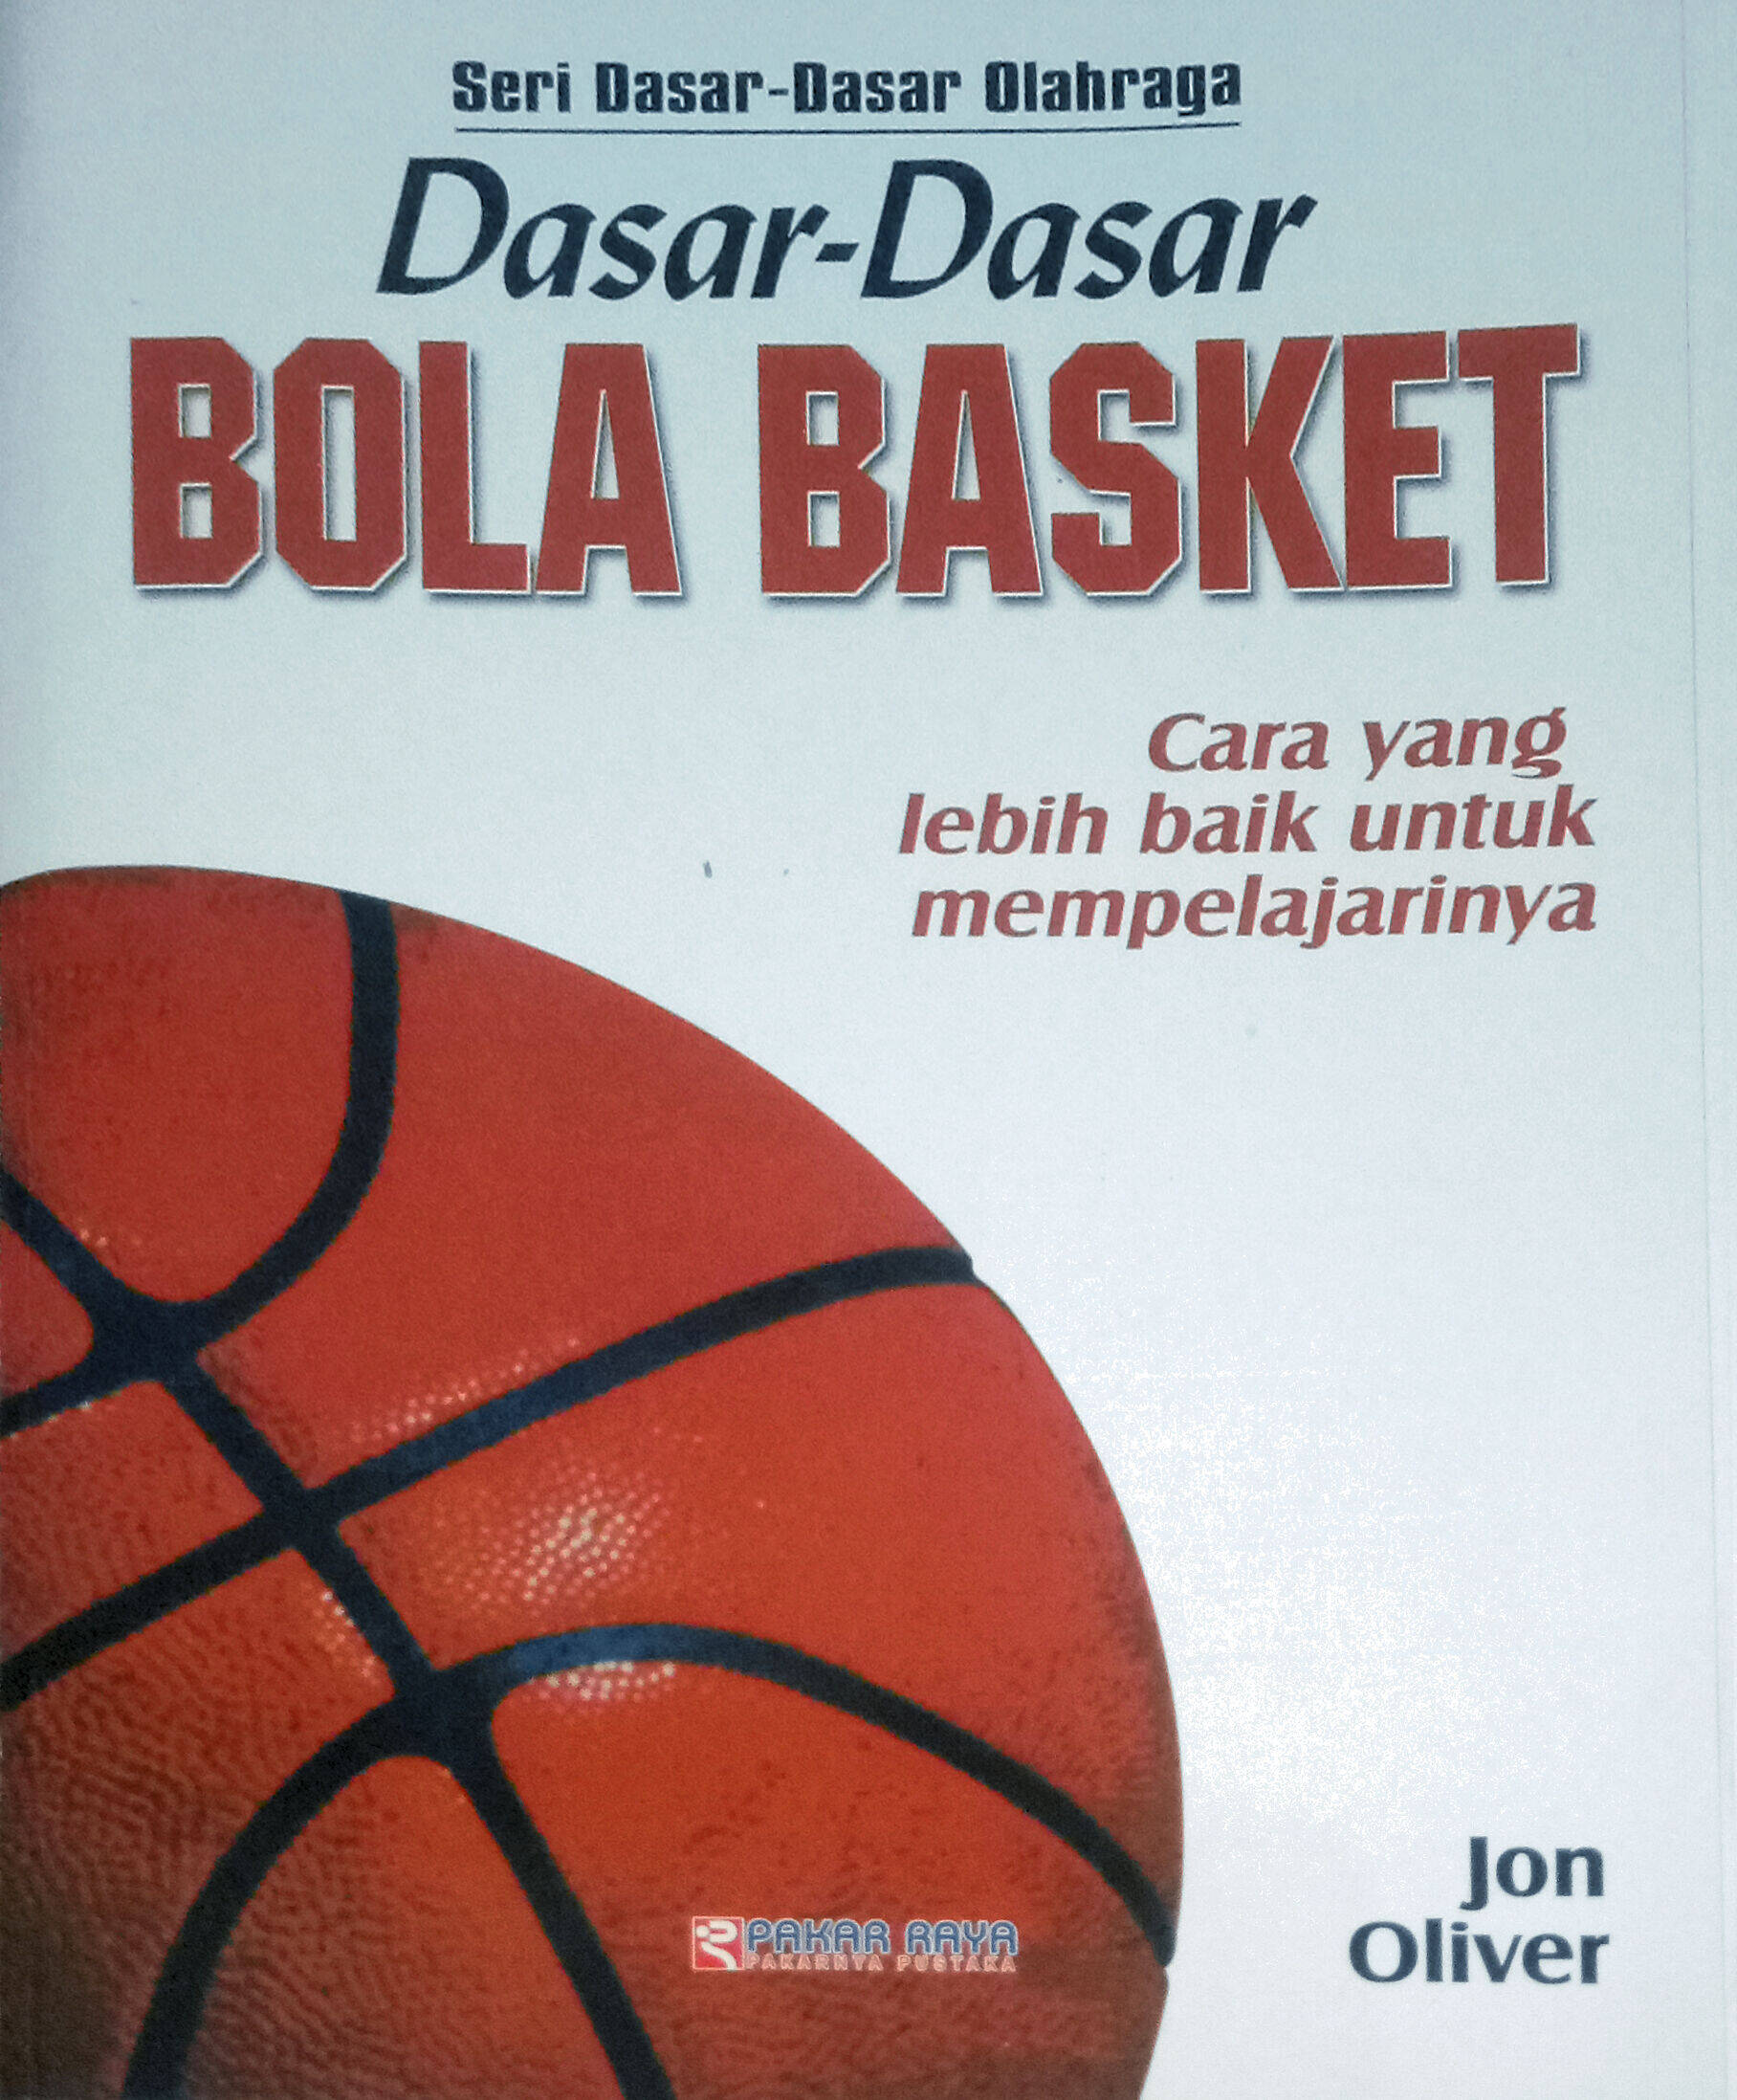 Seri Dasar-Dasar Olahraga
Dasar-Dasar
BOLA BASKET
Cara yang
lebih baik untuk
mempelajarinya
Jon
Oliver
PAKAR RAYA
PAKARNYA PUSTAKA